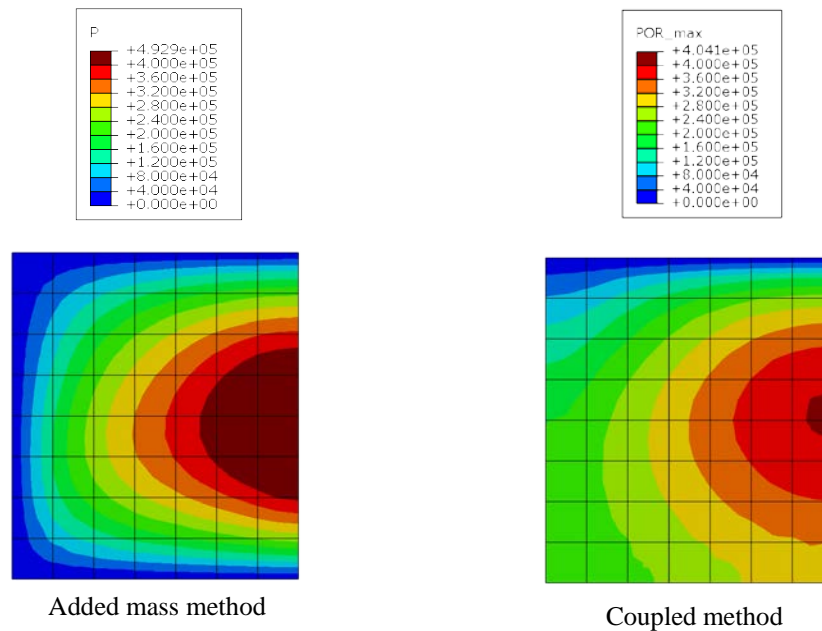 P
+4.929e+05
+4.000e+05
+3.600e+05
+3.200e+05
+2.800e+05
+2.400e+05
+2.000e+05
+1.600e+05
+1.200e+05
+8.000e+04
+4.000e+04
+0.000e+00
POR_max
+4.041e+05
+4.000e+05
+3.600e+05
+3.200e+05
+2.800e+05
+2.400e+05
+2.000e+05
+1.600e+05
+1.200e+05
+8.000e+04
+4.000e+04
+0.000e+00
Added mass method
Coupled method